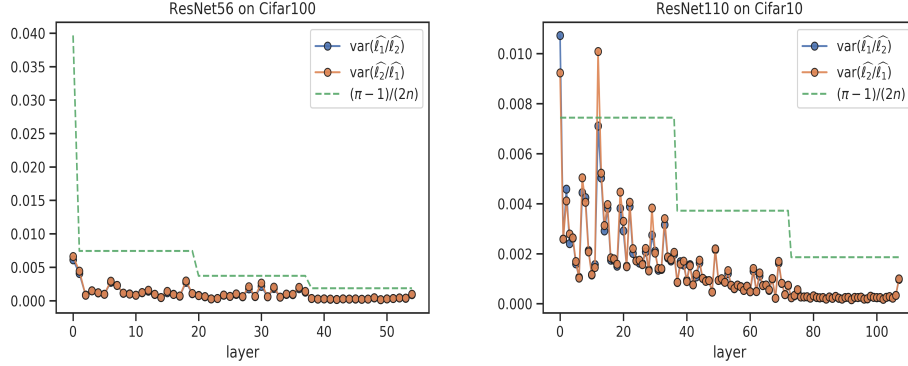 ResNet56 on Cifar100
0.040
0.035
0.030
0.025
0.020
0.015
0.010
0.005
0.000
var(ℓ̂₁/ℓ̂₂)
var(ℓ̂₂/ℓ̂₁)
(π − 1)/(2n)
0 10 20 30 40 50
layer
ResNet110 on Cifar10
0.010
0.008
0.006
0.004
0.002
0.000
var(ℓ̂₁/ℓ̂₂)
var(ℓ̂₂/ℓ̂₁)
(π − 1)/(2n)
0 20 40 60 80 100
layer